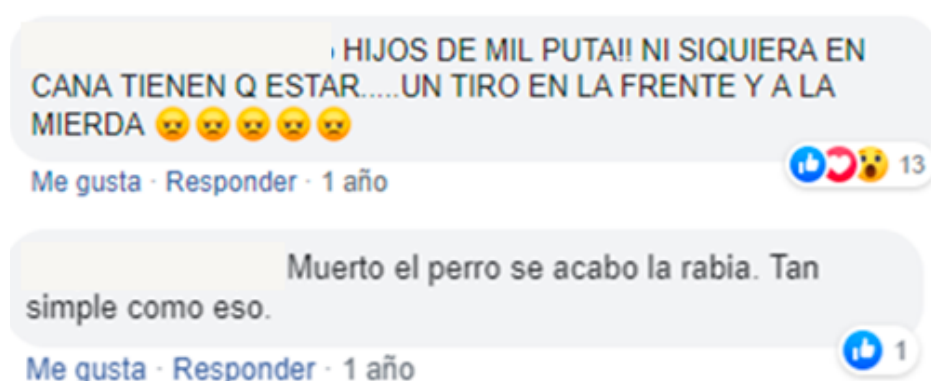 HIJOS DE MIL PUTA!! NI SIQUIERA EN
CANA TIENEN Q ESTAR.....UN TIRO EN LA FRENTE Y A LA
MIERDA 😠😠😠😠😠
Me gusta · Responder · 1 año
13
Muerto el perro se acabo la rabia. Tan
simple como eso.
1
Me gusta · Responder · 1 año